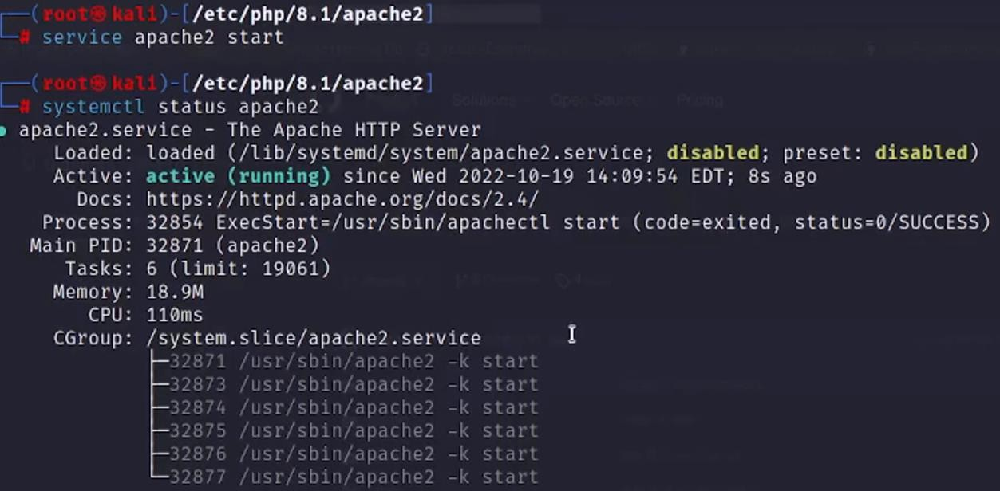 ┌──(root㉿kali)-[/etc/php/8.1/apache2]
└─# service apache2 start
┌──(root㉿kali)-[/etc/php/8.1/apache2]
└─# systemctl status apache2
● apache2.service - The Apache HTTP Server
Loaded: loaded (/lib/systemd/system/apache2.service; disabled; preset: disabled)
Active: active (running) since Wed 2022-10-19 14:09:54 EDT; 8s ago
Docs: https://httpd.apache.org/docs/2.4/
Process: 32854 ExecStart=/usr/sbin/apachectl start (code=exited, status=0/SUCCESS)
Main PID: 32871 (apache2)
Tasks: 6 (limit: 19061)
Memory: 18.9M
CPU: 110ms
CGroup: /system.slice/apache2.service
├─32871 /usr/sbin/apache2 -k start
├─32873 /usr/sbin/apache2 -k start
├─32874 /usr/sbin/apache2 -k start
├─32875 /usr/sbin/apache2 -k start
├─32876 /usr/sbin/apache2 -k start
└─32877 /usr/sbin/apache2 -k start
Solutions Open Source Pricing